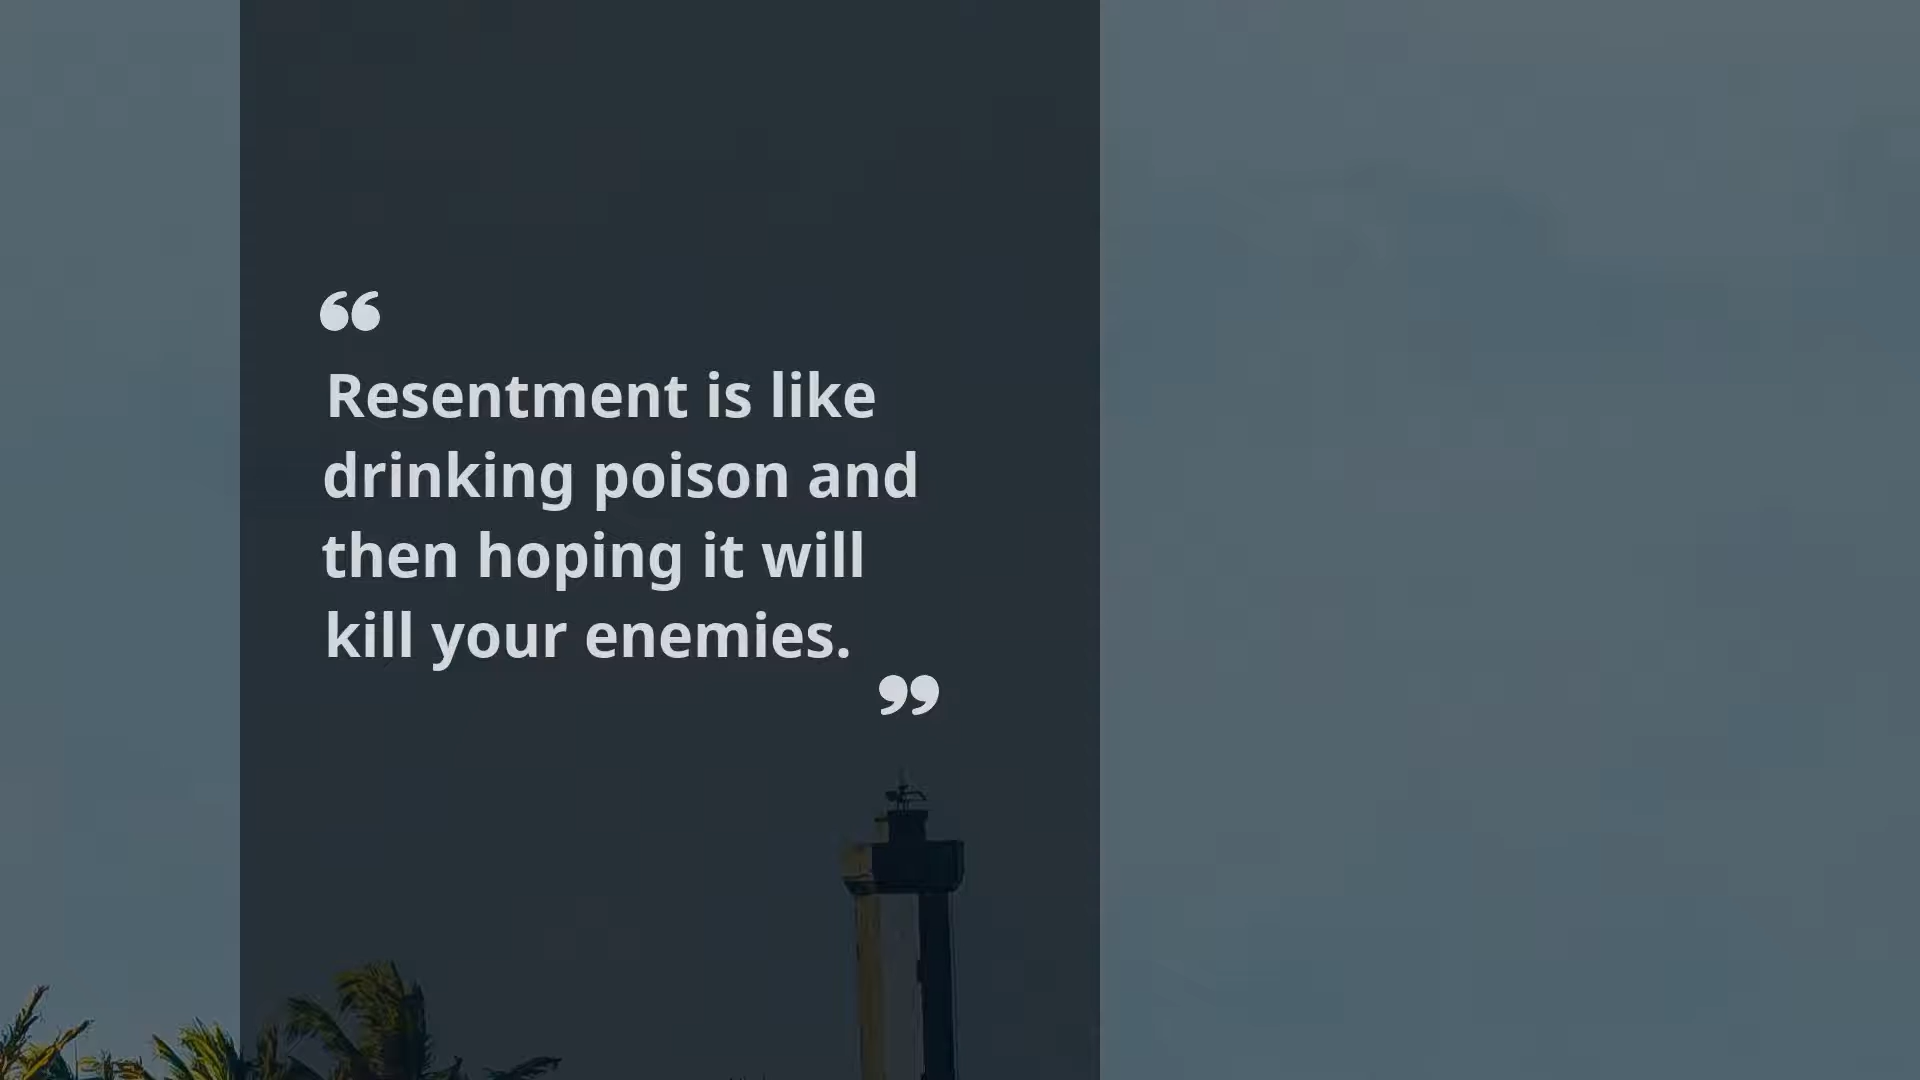 “
Resentment is like
drinking poison and
then hoping it will
kill your enemies.
”